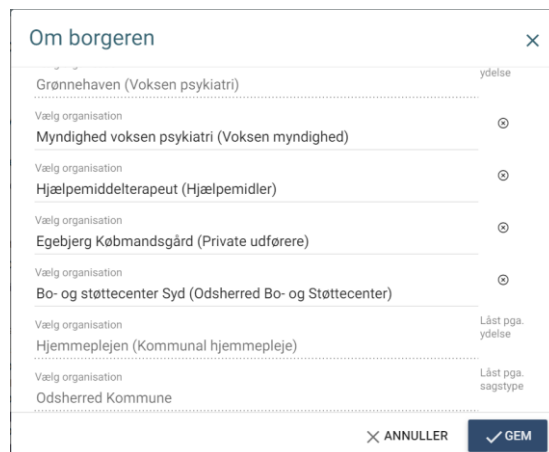 Om borgeren
ydelse
Grønnehaven (Voksen psykiatri)
Vælg organisation
Myndighed voksen psykiatri (Voksen myndighed)
Vælg organisation
Hjælpemiddelterapeut (Hjælpemidler)
Vælg organisation
Egebjerg Købmandsgård (Private udførere)
Vælg organisation
Bo- og støttecenter Syd (Odsherred Bo- og Støttecenter)
Vælg organisation
Låst pga.
ydelse
Hjemmeplejen (Kommunal hjemmepleje)
Vælg organisation
Låst pga.
sagstype
Odsherred Kommune
ANNULLER
GEM